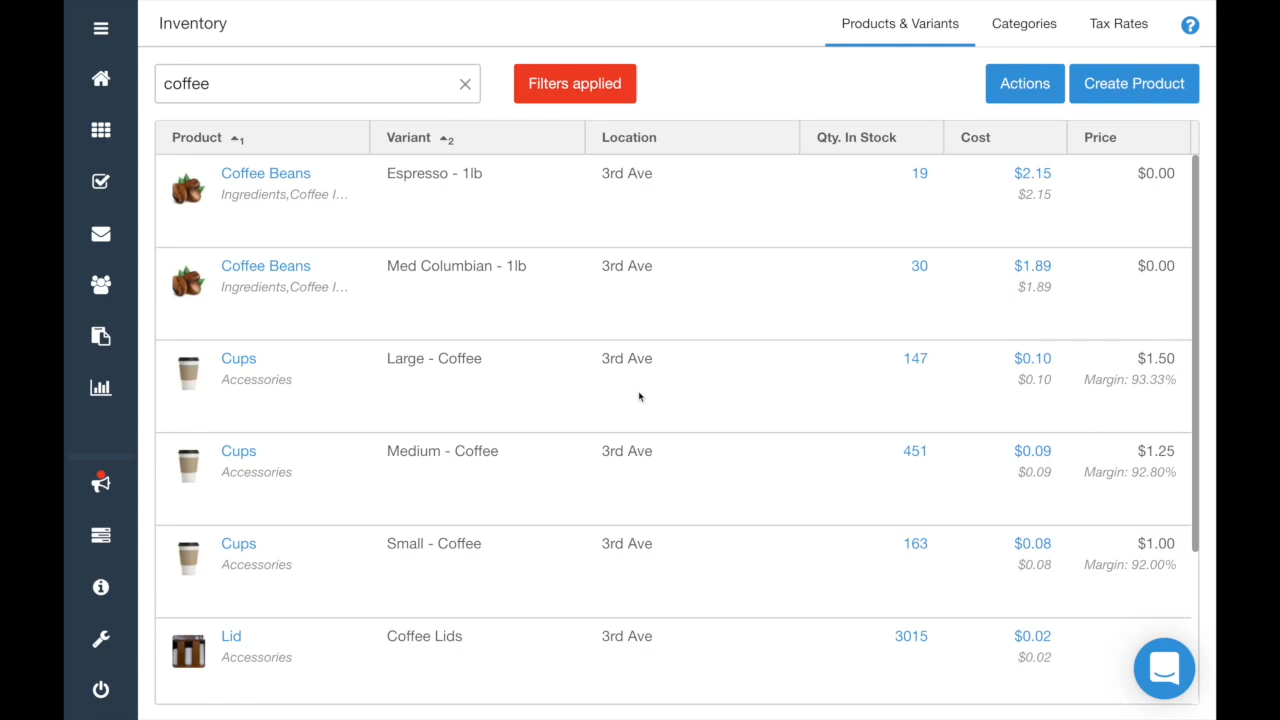 Inventory
Products & Variants
Categories
Tax Rates
?
coffee
Filters applied
Actions
Create Product
Product 1
Variant 2
Location
Qty. In Stock
Cost
Price
Coffee Beans
Espresso - 1lb
3rd Ave
19
$2.15
$0.00
Ingredients,Coffee I...
$2.15
Coffee Beans
Med Columbian - 1lb
3rd Ave
30
$1.89
$0.00
Ingredients,Coffee I...
$1.89
Cups
Large - Coffee
3rd Ave
147
$0.10
$1.50
Accessories
$0.10
Margin: 93.33%
Cups
Medium - Coffee
3rd Ave
451
$0.09
$1.25
Accessories
$0.09
Margin: 92.80%
Cups
Small - Coffee
3rd Ave
163
$0.08
$1.00
Accessories
$0.08
Margin: 92.00%
Lid
Coffee Lids
3rd Ave
3015
$0.02
Accessories
$0.02